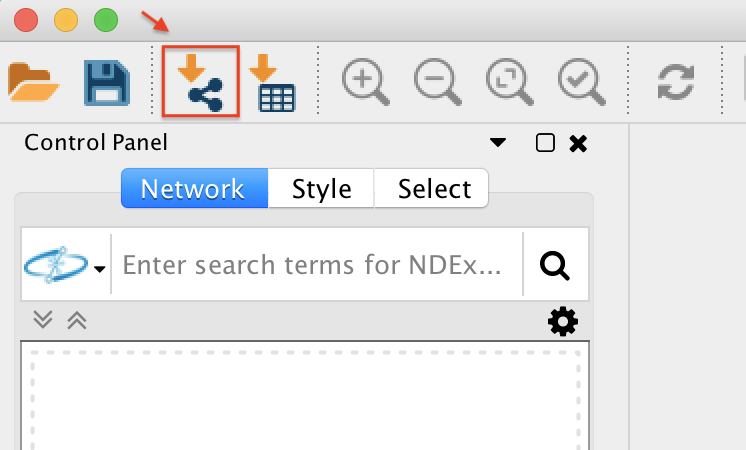 Control Panel
Network Style Select
Enter search terms for NDEx...